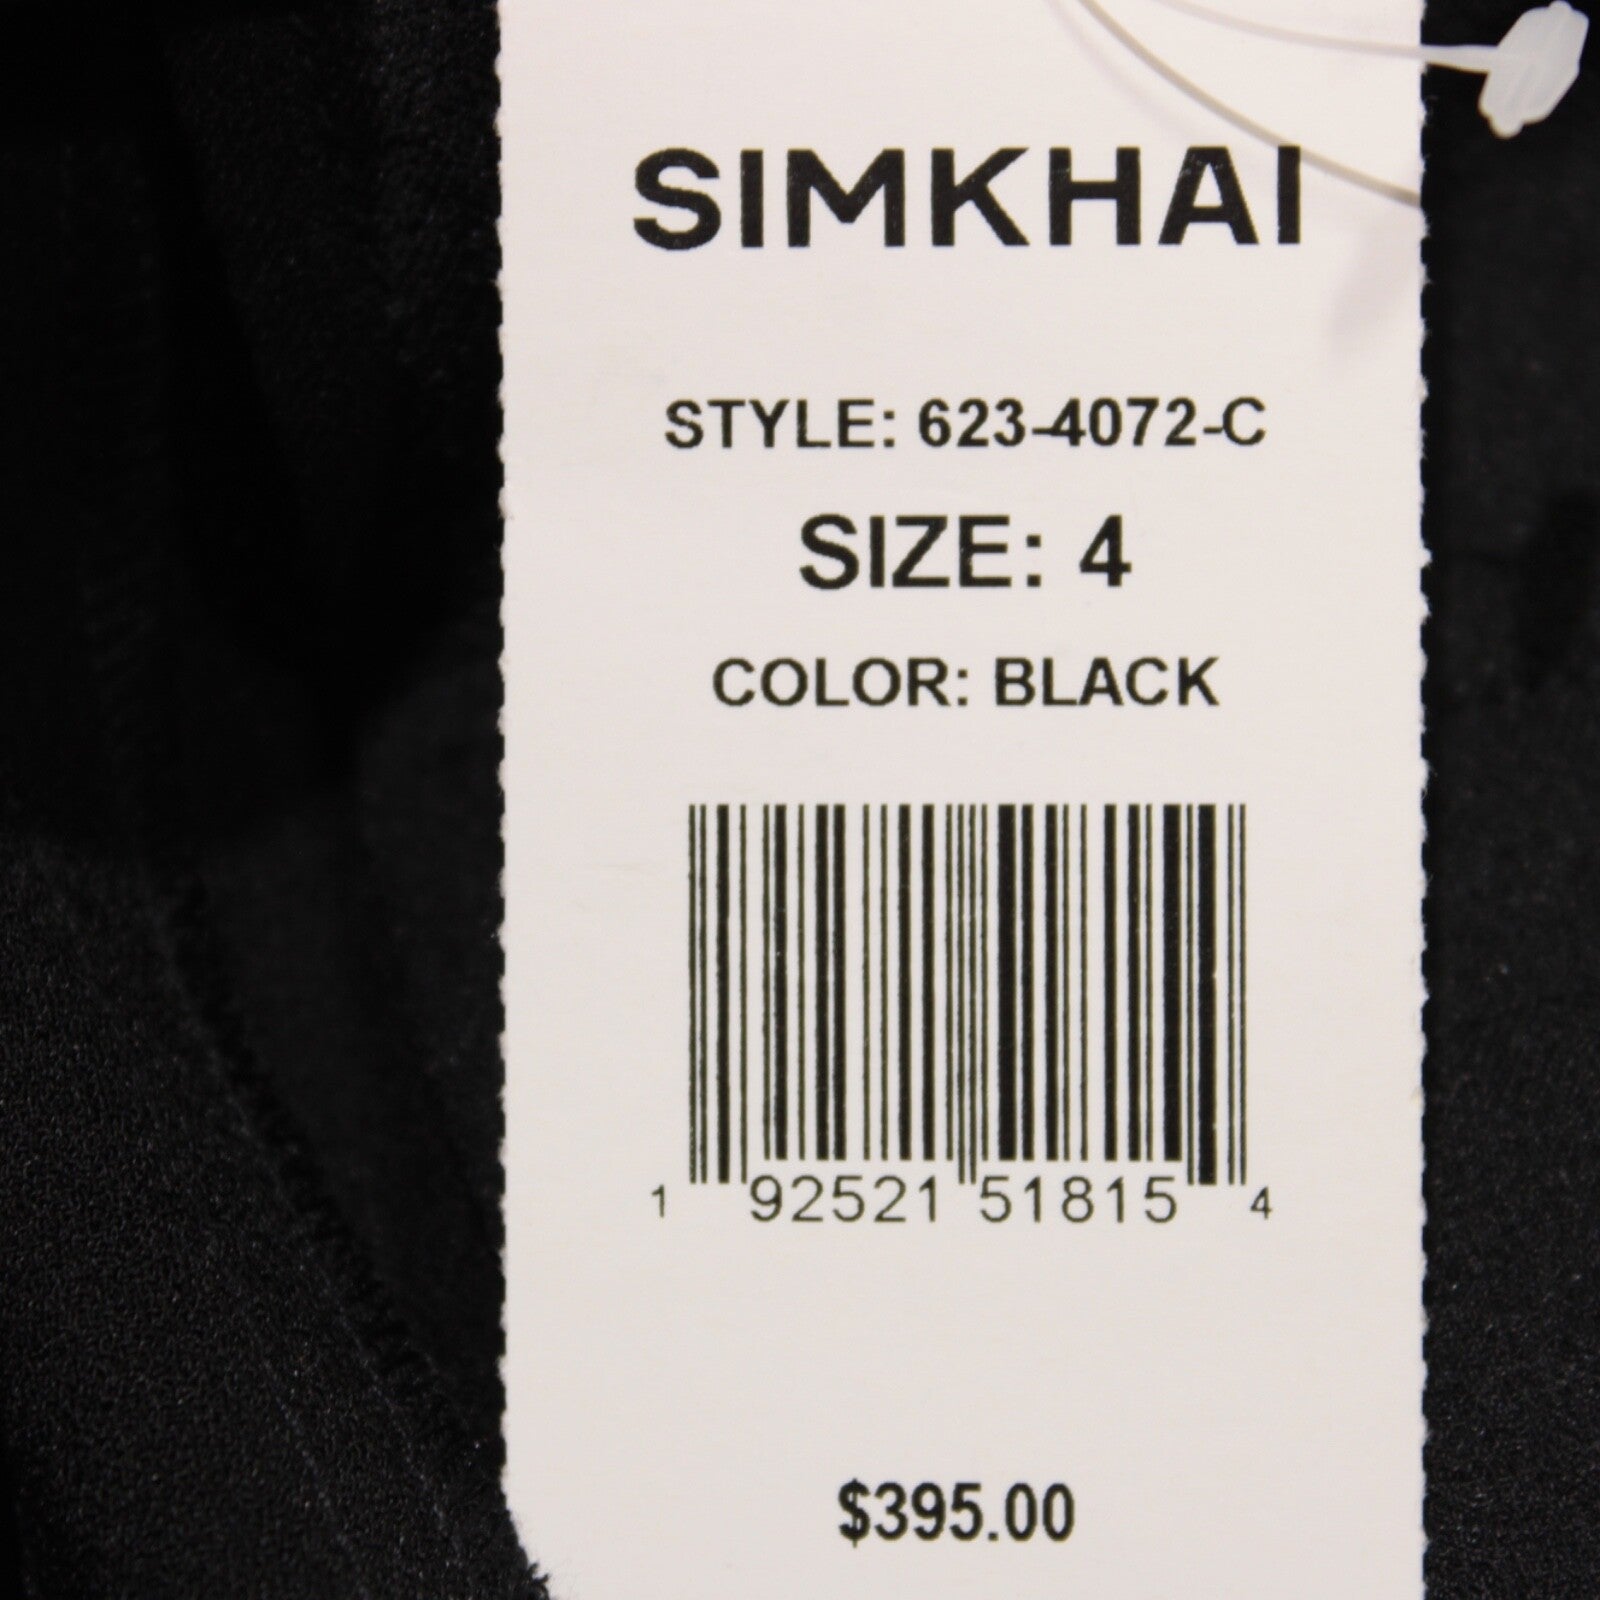 SIMKHAI
STYLE: 623-4072-C
SIZE: 4
COLOR: BLACK
1 92521 51815 4
$395.00